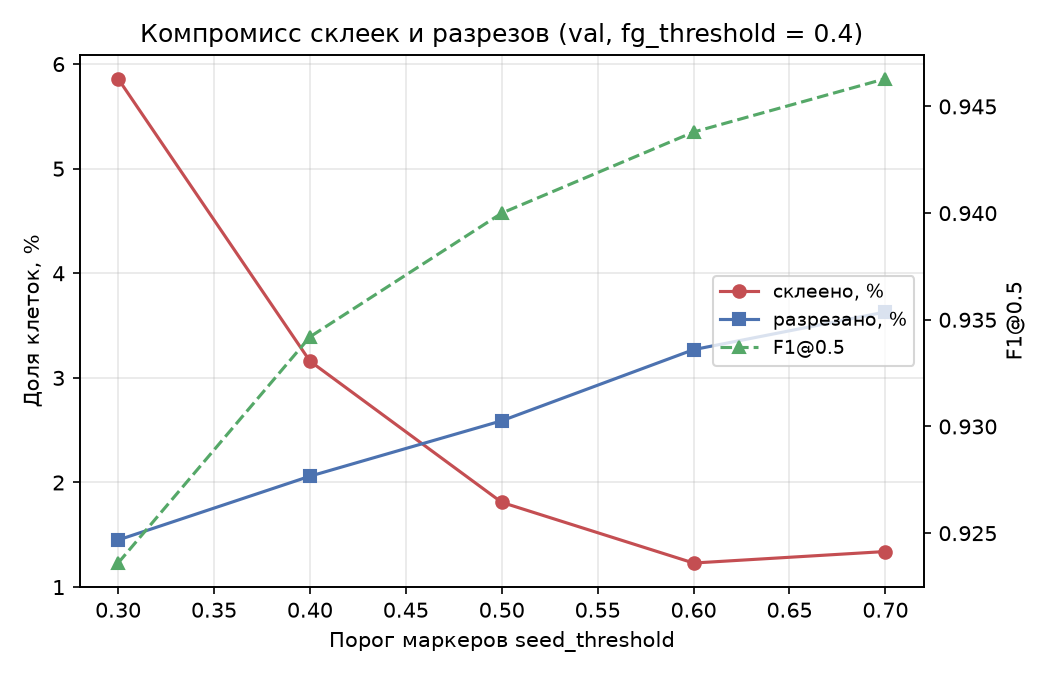 Компромисс склеек и разрезов (val, fg_threshold = 0.4)
Доля клеток, %
6
5
4
3
2
1
0.945
0.940
0.935
0.930
0.925
F1@0.5
склеено, %
разрезано, %
F1@0.5
0.30 0.35 0.40 0.45 0.50 0.55 0.60 0.65 0.70
Порог маркеров seed_threshold